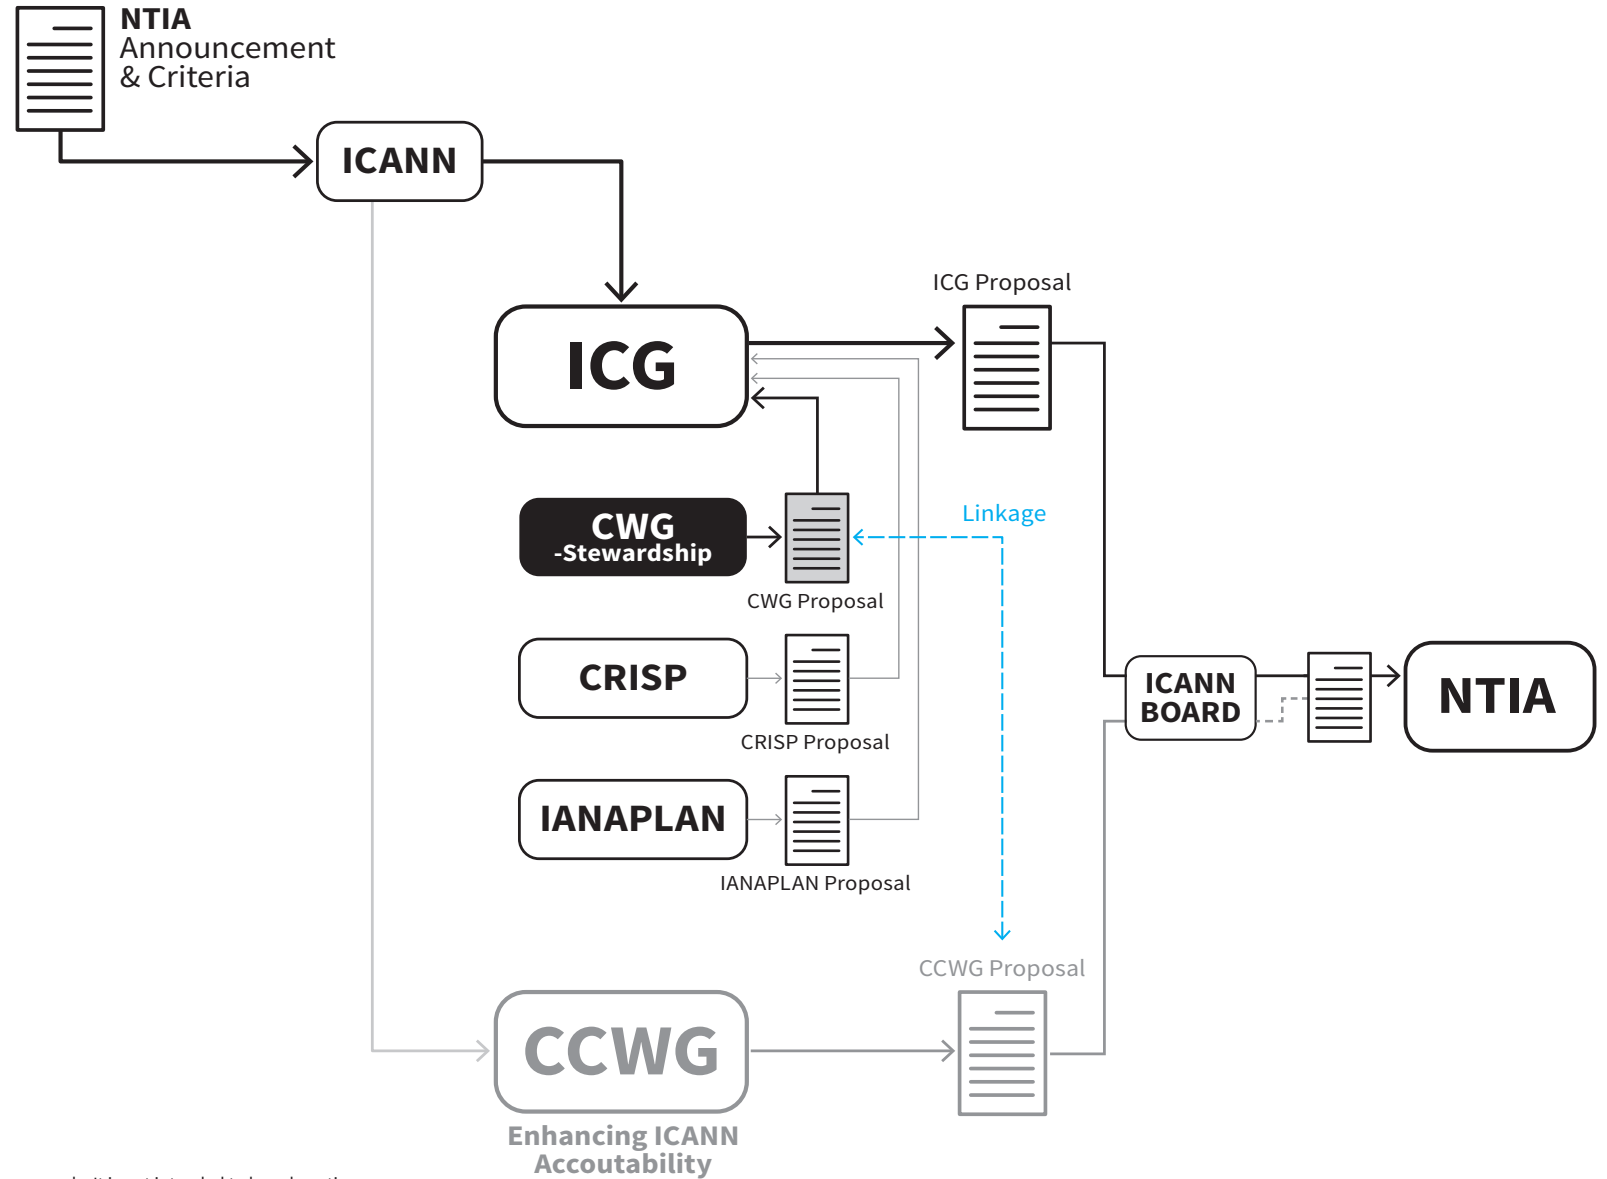 NTIA
Announcement
& Criteria
ICANN
ICG Proposal
ICG
Linkage
CWG
-Stewardship
CWG Proposal
CRISP
CRISP Proposal
ICANN
BOARD
NTIA
IANAPLAN
IANAPLAN Proposal
CCWG Proposal
CCWG
Enhancing ICANN
Accoutability